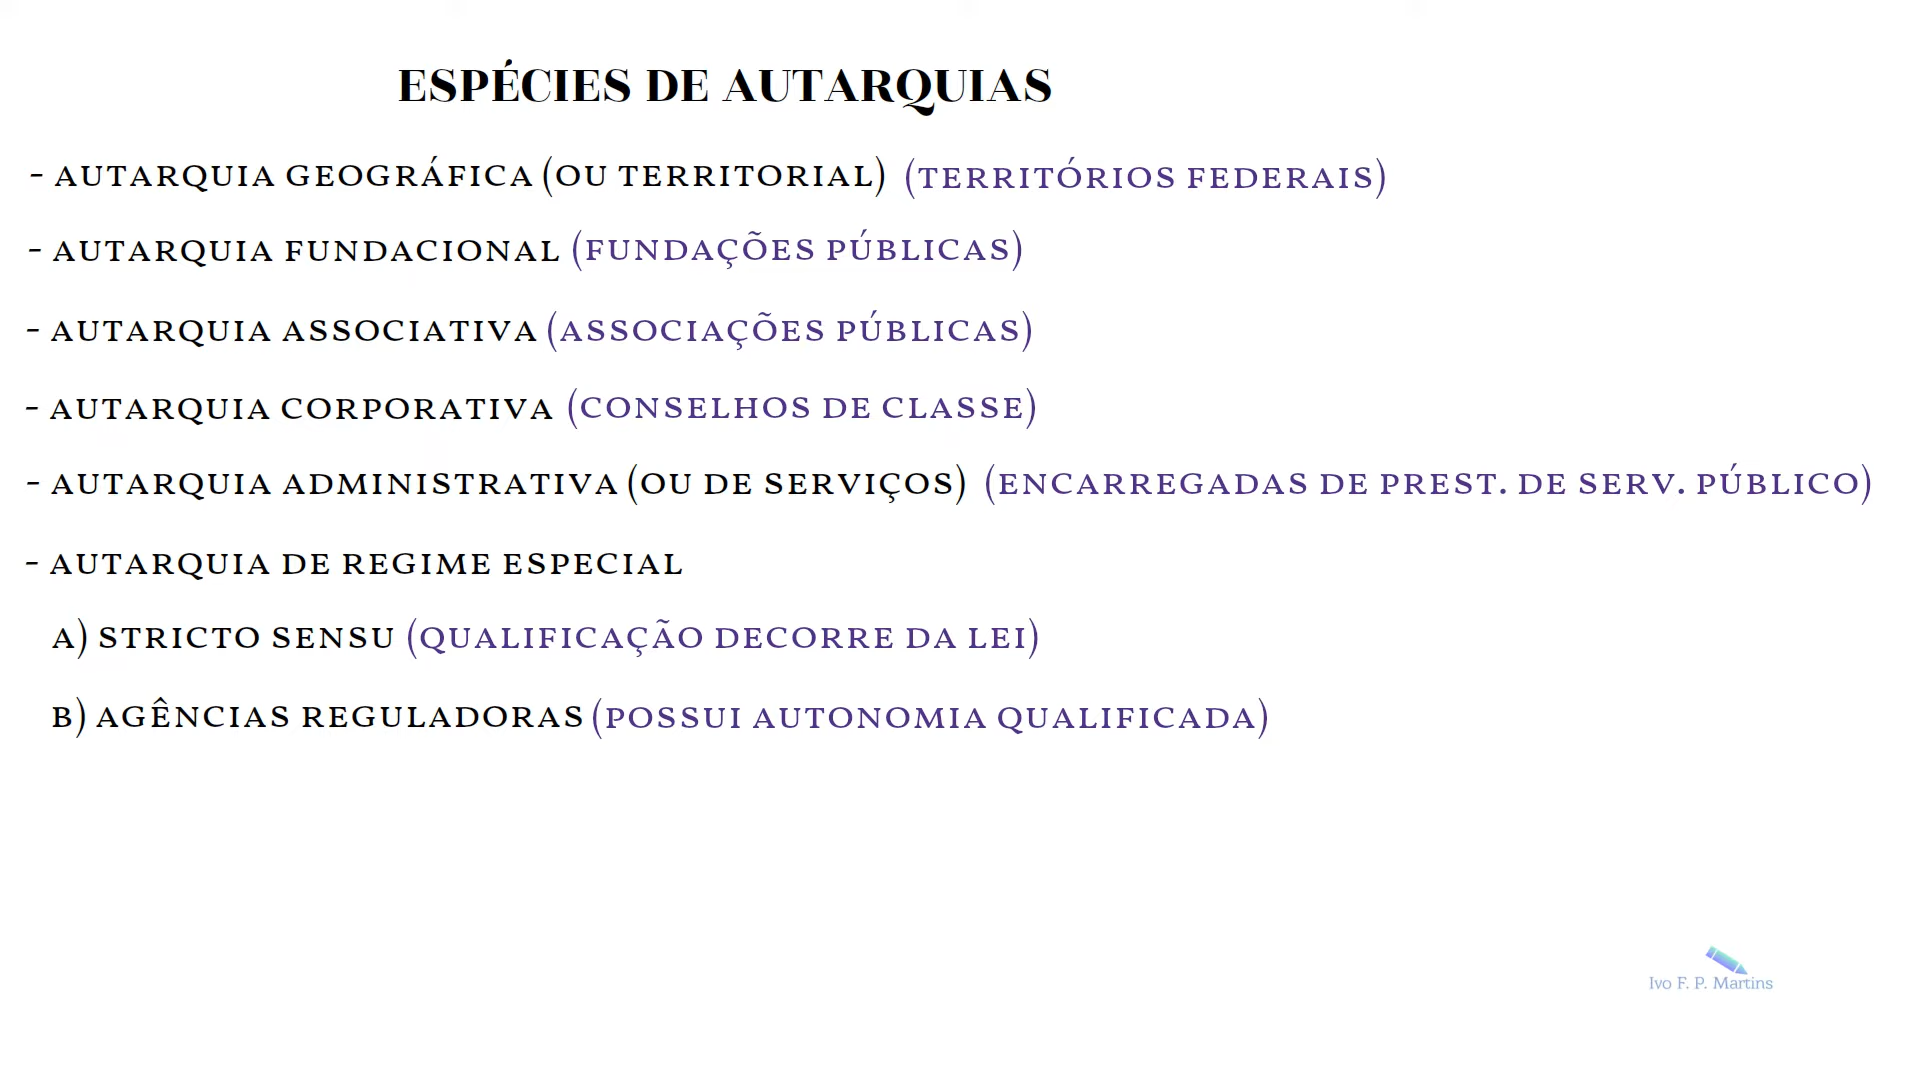 ESPÉCIES DE AUTARQUIAS
- AUTARQUIA GEOGRÁFICA (OU TERRITORIAL) (TERRITÓRIOS FEDERAIS)
- AUTARQUIA FUNDACIONAL (FUNDAÇÕES PÚBLICAS)
- AUTARQUIA ASSOCIATIVA (ASSOCIAÇÕES PÚBLICAS)
- AUTARQUIA CORPORATIVA (CONSELHOS DE CLASSE)
- AUTARQUIA ADMINISTRATIVA (OU DE SERVIÇOS) (ENCARREGADAS DE PREST. DE SERV. PÚBLICO)
- AUTARQUIA DE REGIME ESPECIAL
A) STRICTO SENSU (QUALIFICAÇÃO DECORRE DA LEI)
B) AGÊNCIAS REGULADORAS (POSSUI AUTONOMIA QUALIFICADA)
Ivo F. P. Martins